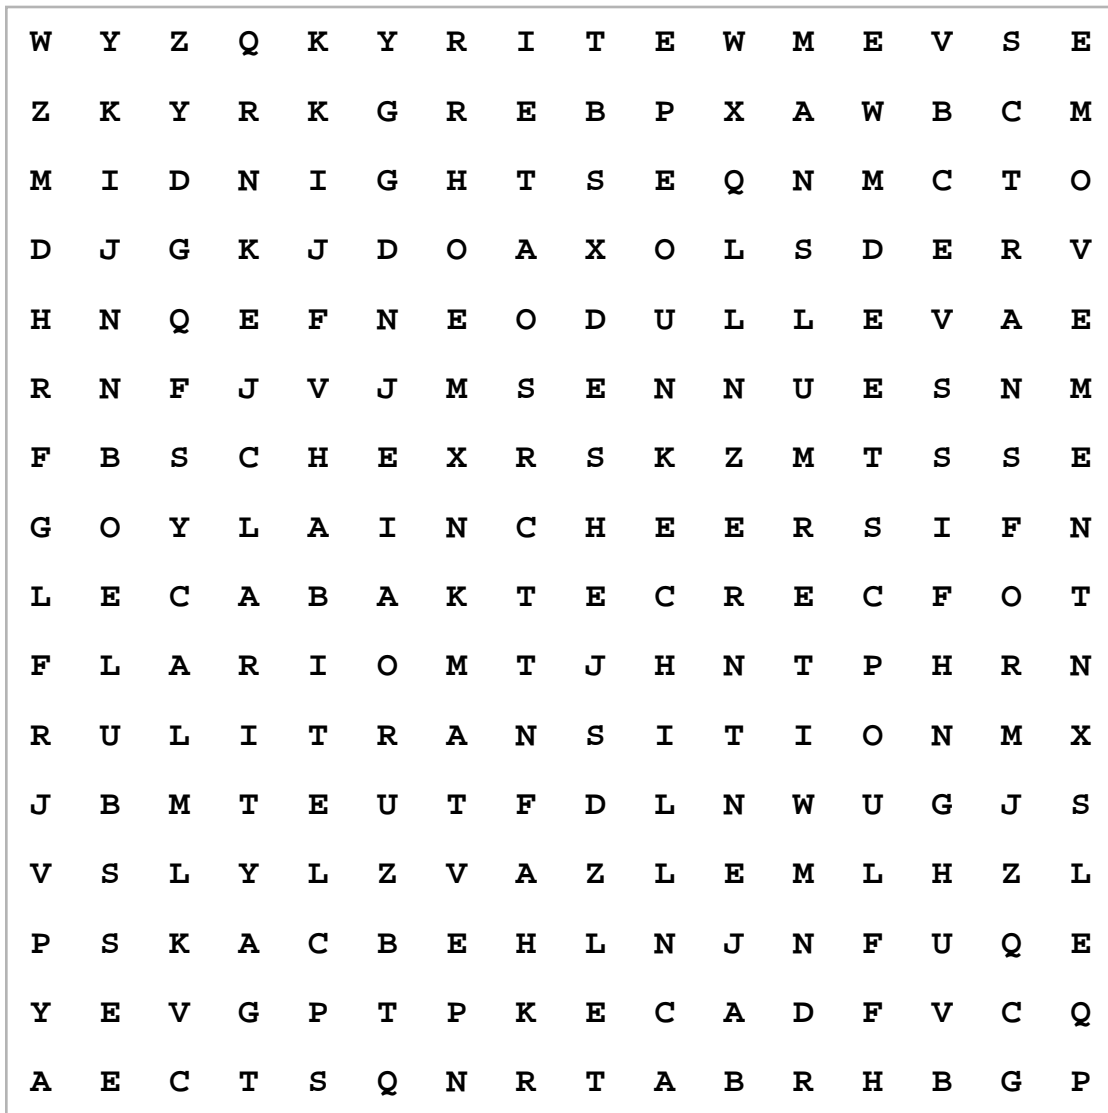 W Y Z Q K Y R I T E W M E V S E
Z K Y R K G R E B P X A W B C M
M I D N I G H T S E Q N M C T O
D J G K J D O A X O L S D E R V
H N Q E F N E O D U L L E V A E
R N F J V J M S E N N U E S N M
F B S C H E X R S K Z M T S S E
G O Y L A I N C H E E R S I F N
L E C A B A K T E C R E C F O T
F L A R I O M T J H N T P H R N
R U L I T R A N S I T I O N M X
J B M T E U T F D L N W U G J S
V S L Y L Z V A Z L E M L H Z L
P S K A C B E H L N J N F U Q E
Y E V G P T P K E C A D F V C Q
A E C T S Q N R T A B R H B G P